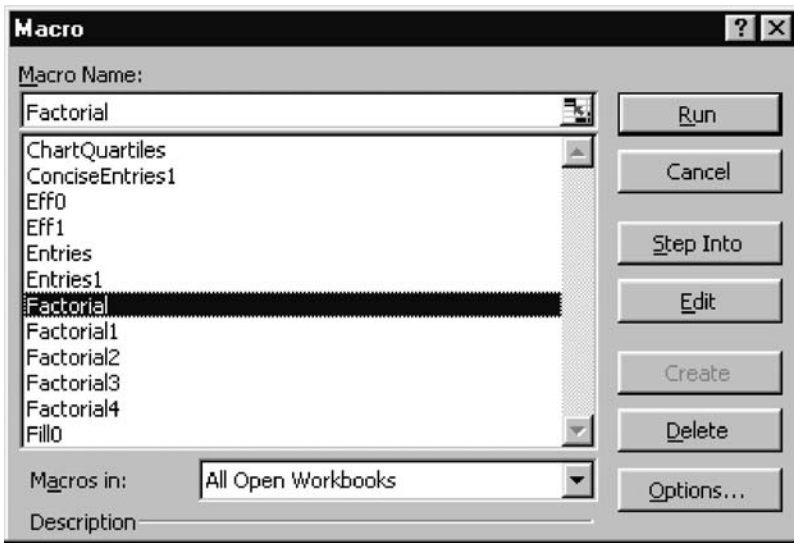 Macro
Macro Name:
Factorial
Run
ChartQuartiles
ConciseEntries1
Eff0
Eff1
Entries
Entries1
Factorial
Factorial1
Factorial2
Factorial3
Factorial4
Fill0
Cancel
Step Into
Edit
Create
Delete
Macros in:
All Open Workbooks
Options...
Description